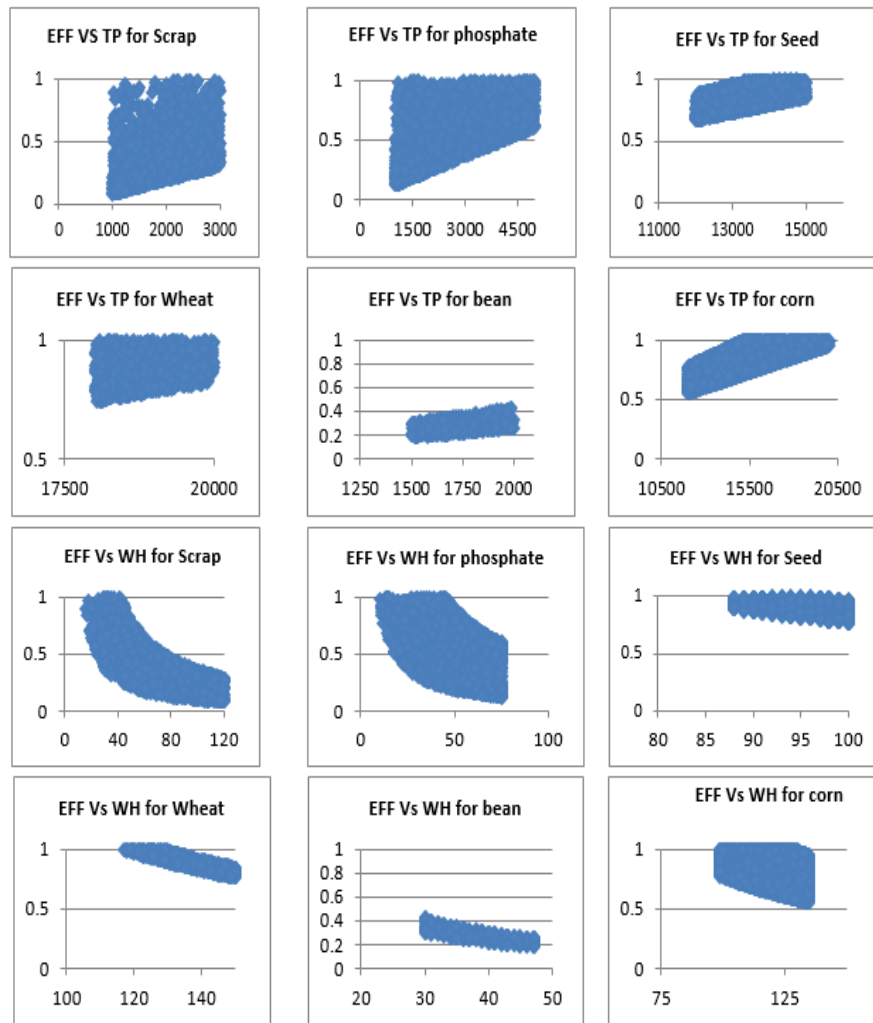 EFF VS TP for Scrap
1
0.5
0
0 1000 2000 3000
EFF Vs TP for phosphate
1
0.5
0
0 1500 3000 4500
EFF Vs TP for Seed
1
0.5
0
11000 13000 15000
EFF Vs TP for Wheat
1
0.5
17500 20000
EFF Vs TP for bean
1
0.8
0.6
0.4
0.2
0
1250 1500 1750 2000
EFF Vs TP for corn
1
0.5
0
10500 15500 20500
EFF Vs WH for Scrap
1
0.5
0
0 40 80 120
EFF Vs WH for phosphate
1
0.5
0
0 50 100
EFF Vs WH for Seed
1
0.5
0
80 85 90 95 100
EFF Vs WH for Wheat
1
0.5
0
100 120 140
EFF Vs WH for bean
1
0.8
0.6
0.4
0.2
0
20 30 40 50
EFF Vs WH for corn
1
0.5
0
75 125